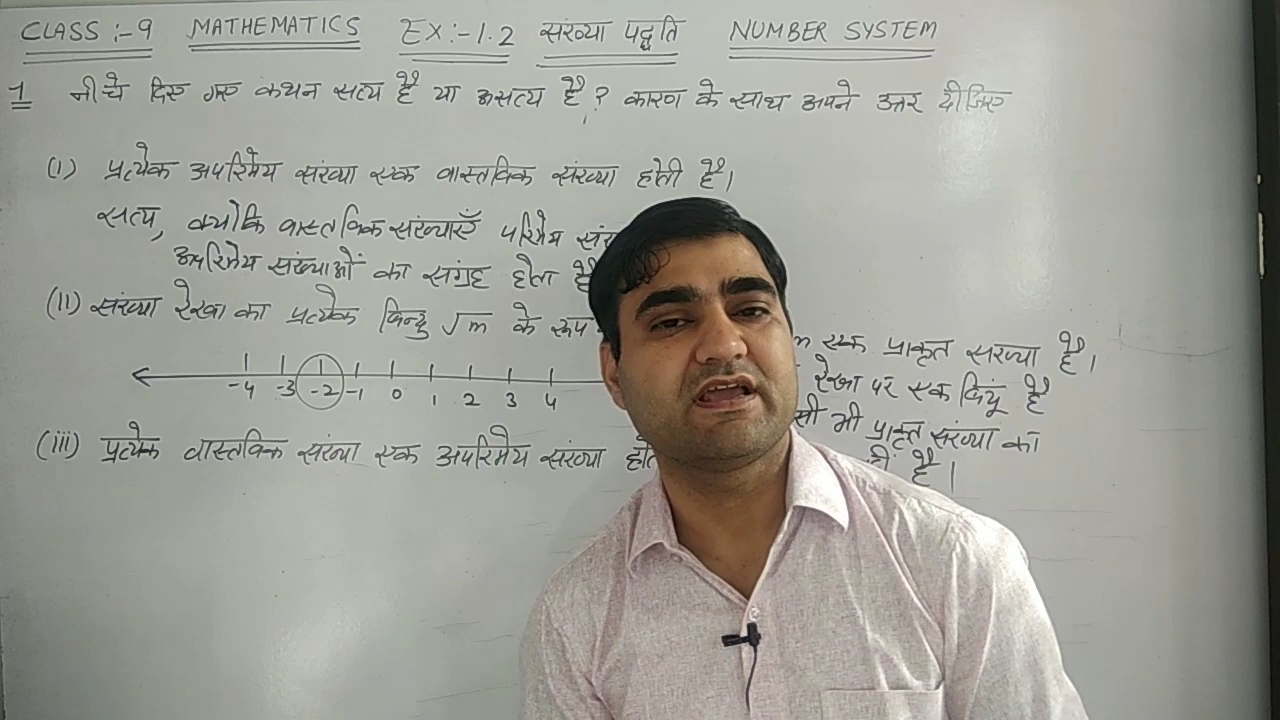 CLASS :- 9 MATHEMATICS EX:-1.2 संख्या पद्धति NUMBER SYSTEM
1 नीचे दिए गए कथन सत्य है या असत्य है? कारण के साथ अपने उत्तर दीजिए
(i) प्रत्येक अपरिमेय संख्या एक वास्तविक संख्या होती है।
सत्य, क्योंकि वास्तविक संख्याएँ परिमेय
अपरिमेय संख्याओं का संग्रह होता है
(ii) संख्या रेखा का प्रत्येक बिन्दु √m के रूप
m एक प्राकृत संख्या है।
-4 -3 -2 -1 0 1 2 3 4
रेखा पर एक बिंदू है
भी प्राकृत संख्या का
है।
(iii) प्रत्येक वास्तविक संख्या एक अपरिमेय संख्या